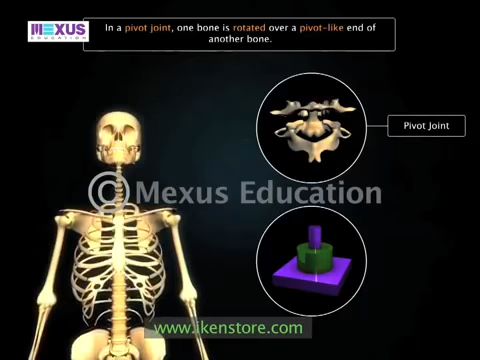 MEXUS
EDUCATION
In a pivot joint, one bone is rotated over a pivot-like end of
another bone.
Pivot Joint
© Mexus Education
www.ikenstore.com